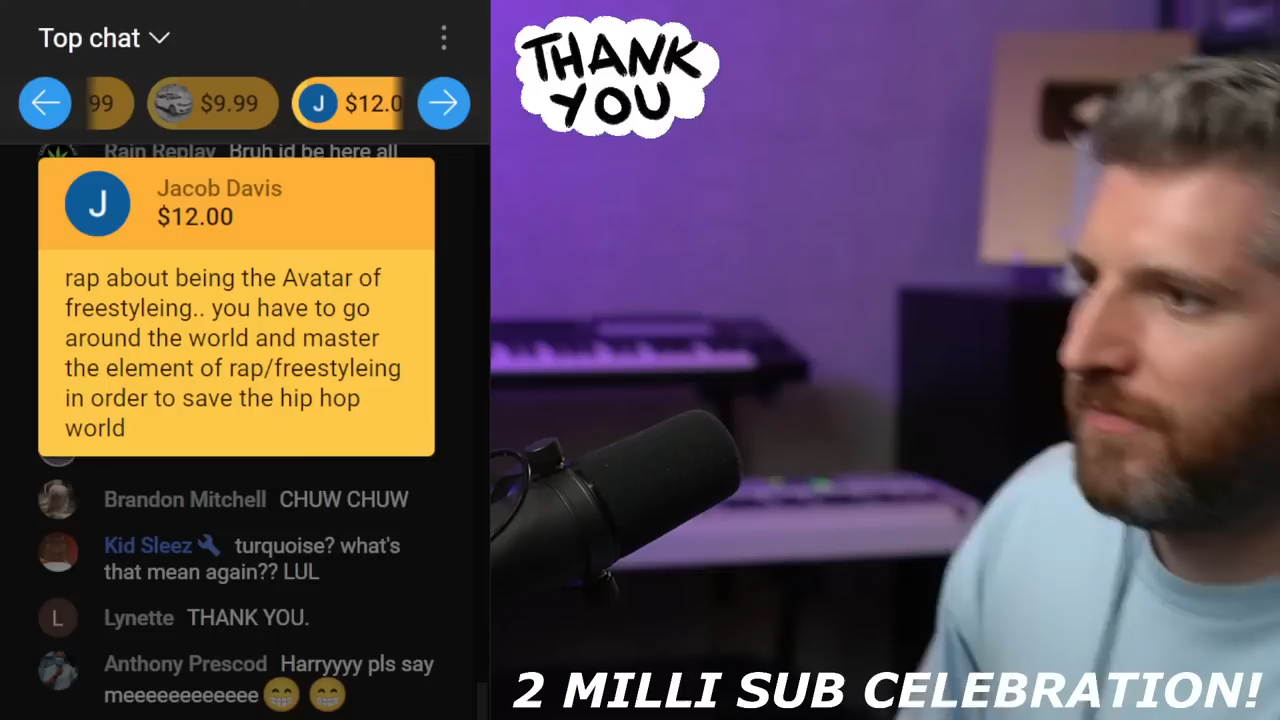 Top chat
99
$9.99
J
$12.0
Rain Replay Bruh id be here all
J
Jacob Davis
$12.00
rap about being the Avatar of
freestyleing.. you have to go
around the world and master
the element of rap/freestyleing
in order to save the hip hop
world
Brandon Mitchell CHUW CHUW
Kid Sleez turquoise? what's
that mean again?? LUL
L
Lynette THANK YOU.
Anthony Prescod Harryyyy pls say
meeeeeeeeeeee 😁 😁
THANK
YOU
2 MILLI SUB CELEBRATION!